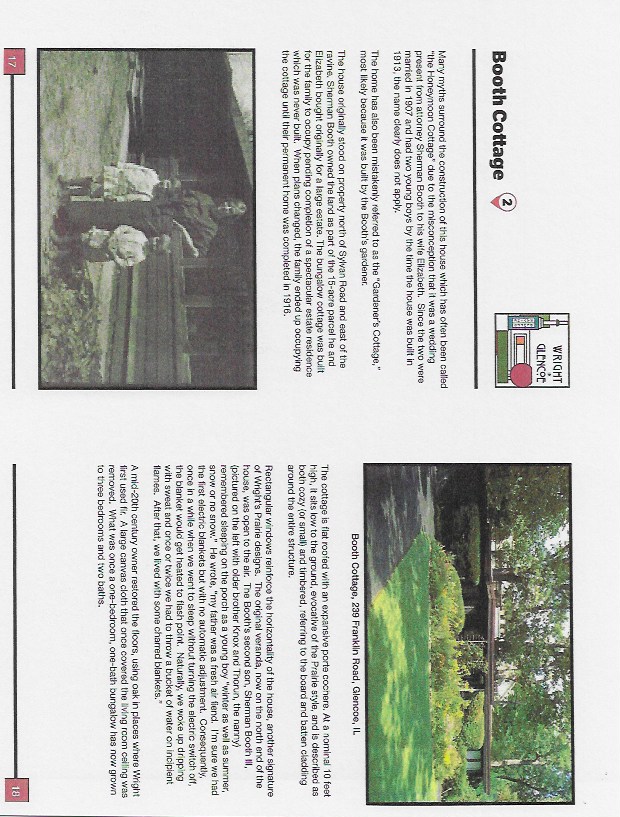 Booth Cottage 2
WRIGHT
GLENCOE
Many myths surround the construction of this house which has often been called
"the Honeymoon Cottage" due to the misconception that it was a wedding
present from attorney Sherman Booth to his wife Elizabeth. Since the two were
married in 1907 and had two young boys by the time the house was built in
1913, the name clearly does not apply.
The home has also been mistakenly referred to as the "Gardener's Cottage,"
most likely because it was built by the Booth's gardener.
The house originally stood on property north of Sylvan Road and east of the
ravine. Sherman Booth owned the land as part of the 15-acre parcel he and
Elizabeth bought originally for a large estate. The bungalow cottage was built
for the family to occupy pending completion of a spectacular estate residence
which was never built. When plans changed, the family ended up occupying
the cottage until their permanent home was completed in 1916.
17
Booth Cottage, 239 Franklin Road, Glencoe, IL
The cottage is flat roofed with an expansive porte cochere. At a nominal 10 feet
high, it sits low to the ground, evocative of the Prairie style, and is described as
both cozy (or small) and timbered, referring to the board and batten cladding
around the entire structure.
Rectangular windows reinforce the horizontality of the house, another signature
of Wright's Prairie designs. The original veranda, now on the north end of the
house, was open to the air. The Booth's second son, Sherman Booth III,
(pictured on the left with older brother Knox and Thorun, the nanny)
remembered sleeping on the porch as a young boy "winter as well as summer,
snow or no snow." He wrote, "my father was a fresh air fiend. I'm sure we had
the first electric blankets but with no automatic adjustment. Consequently,
once in a while when we went to sleep without turning the electric switch off,
the blanket would get heated to flash point. Naturally, we woke up dripping
with sweat and once or twice we had to throw a bucket of water on incipient
flames. After that, we lived with some charred blankets."
A mid-20th century owner restored the floors, using oak in places where Wright
first used fir. A large canvas cloth that once covered the living room ceiling was
removed. What was once a one-bedroom, one-bath bungalow has now grown
to three bedrooms and two baths.
18